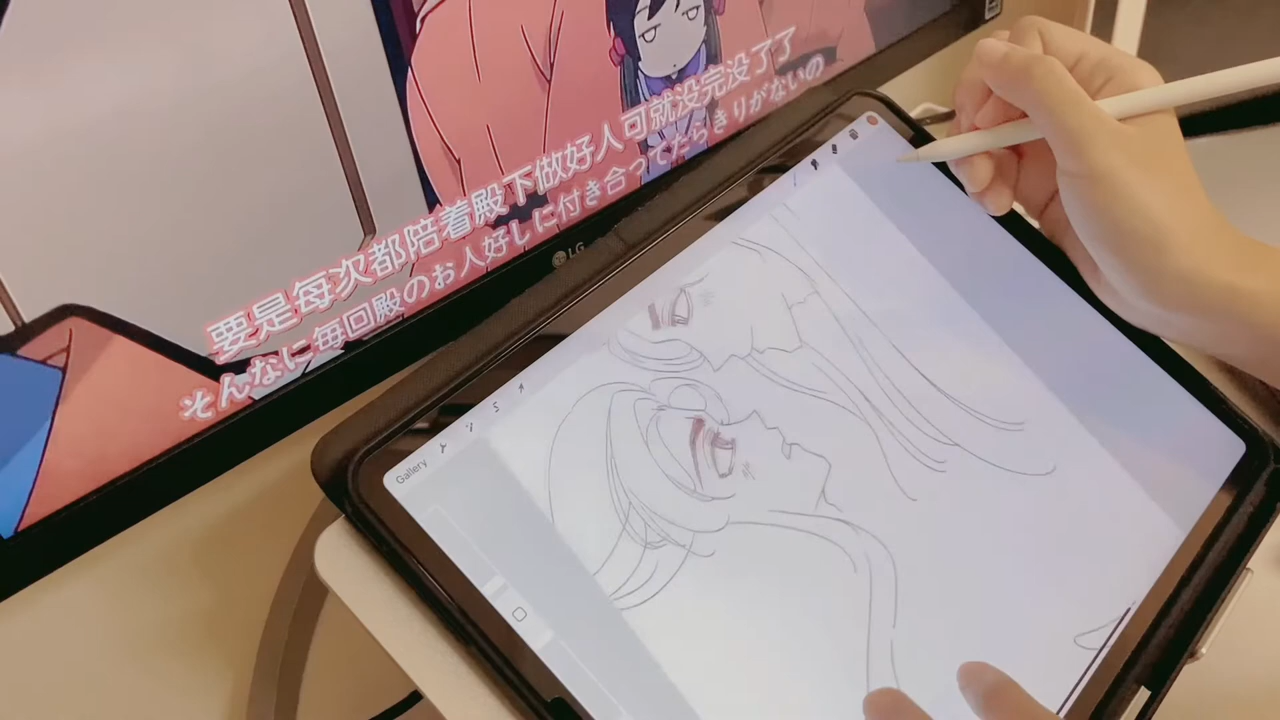 要是每次都陪着殿下做好人可就没完没了了
そんなに毎回殿のお人好しに付き合ってたらきりがないの
LG
Gallery